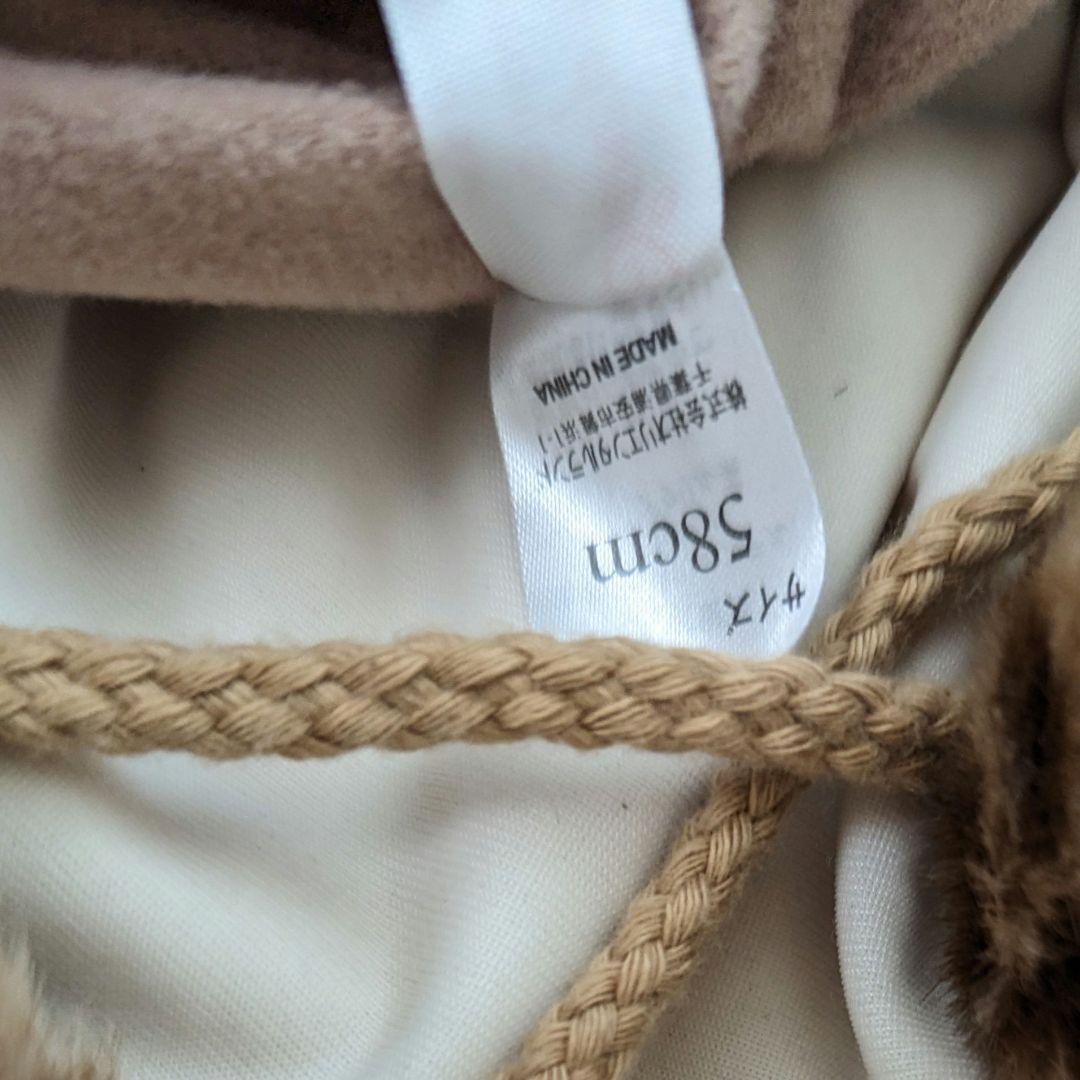 サイズ
58cm
株式会社オリエンタルランド
千葉県浦安市舞浜1-1
MADE IN CHINA